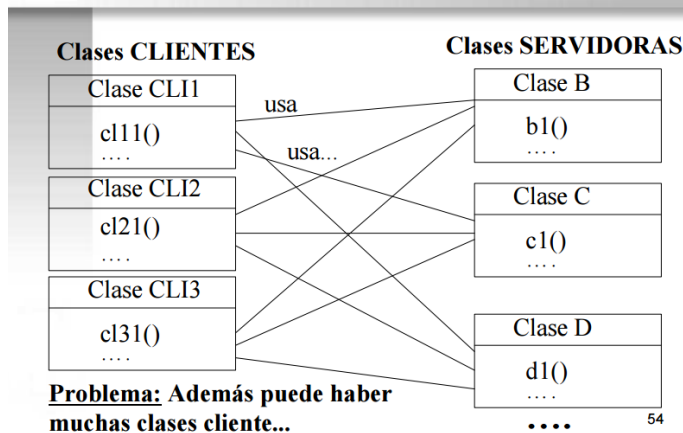 Clases CLIENTES
Clases SERVIDORAS
Clase CLI1
cl11()
....
Clase CLI2
cl21()
....
Clase CLI3
cl31()
....
usa
usa...
Clase B
b1()
....
Clase C
c1()
....
Clase D
d1()
....
Problema: Además puede haber
muchas clases cliente...
....
54